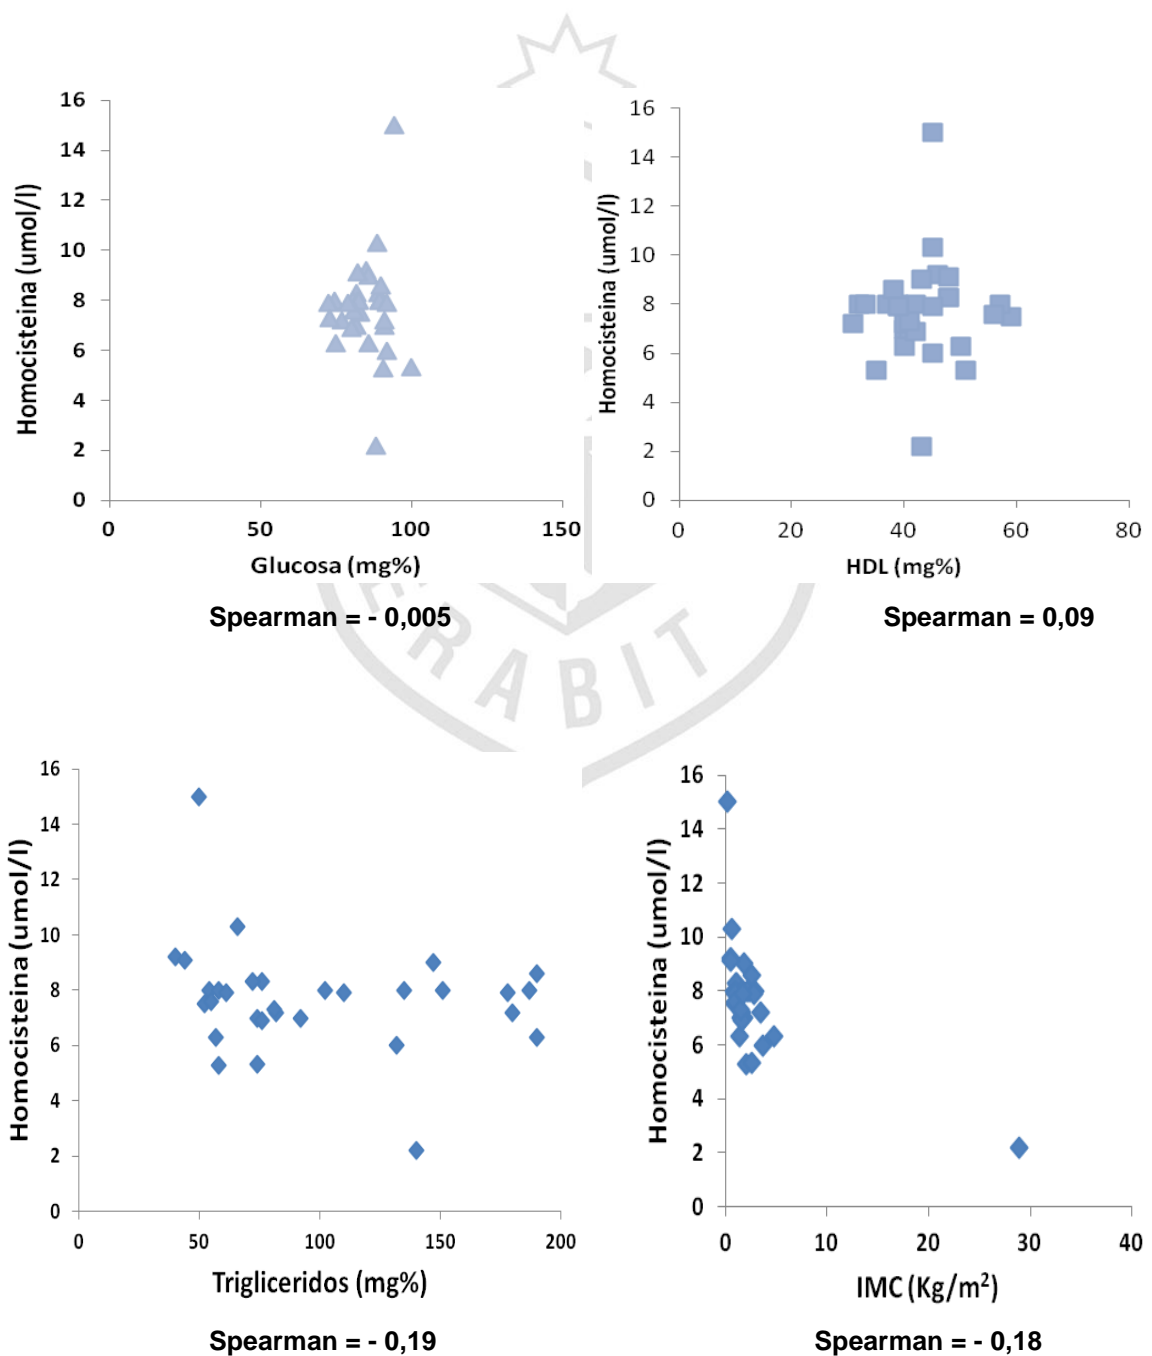 16
14
12
10
8
6
4
2
0
Homocisteina (umol/l)
0 50 100 150
Glucosa (mg%)
Spearman = - 0,005
16
14
12
10
8
6
4
2
0
Homocisteina (umol/l)
0 20 40 60 80
HDL (mg%)
Spearman = 0,09
ERABIT
16
14
12
10
8
6
4
2
0
Homocisteina (umol/l)
0 50 100 150 200
Trigliceridos (mg%)
Spearman = - 0,19
16
14
12
10
8
6
4
2
0
Homocisteina (umol/l)
0 10 20 30 40
IMC (Kg/m²)
Spearman = - 0,18